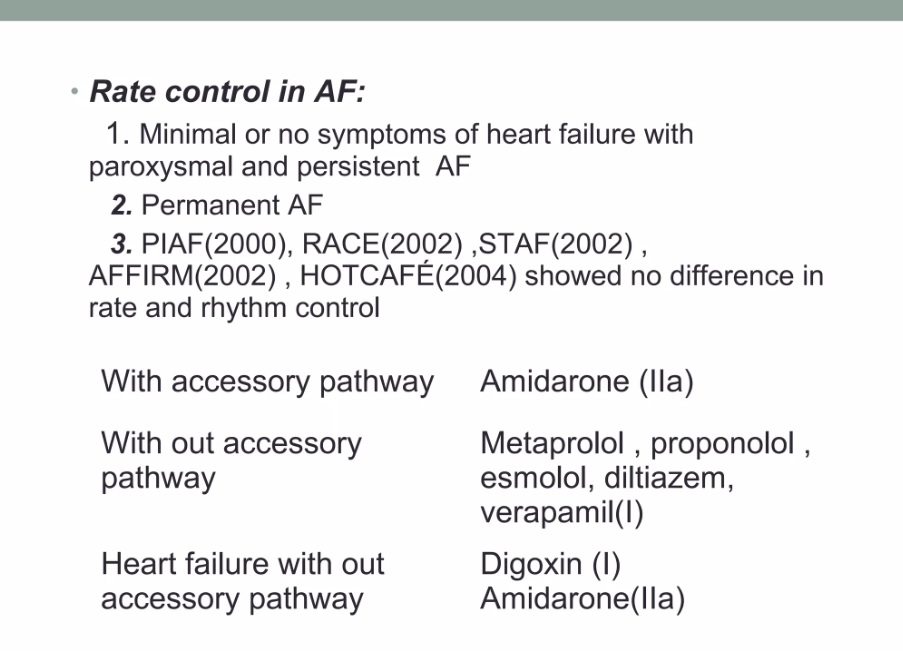 • Rate control in AF:
1. Minimal or no symptoms of heart failure with
paroxysmal and persistent AF
2. Permanent AF
3. PIAF(2000), RACE(2002) ,STAF(2002) ,
AFFIRM(2002) , HOTCAFÉ(2004) showed no difference in
rate and rhythm control
With accessory pathway Amidarone (IIa)
With out accessory Metaprolol , proponolol ,
pathway esmolol, diltiazem,
verapamil(I)
Heart failure with out Digoxin (I)
accessory pathway Amidarone(IIa)